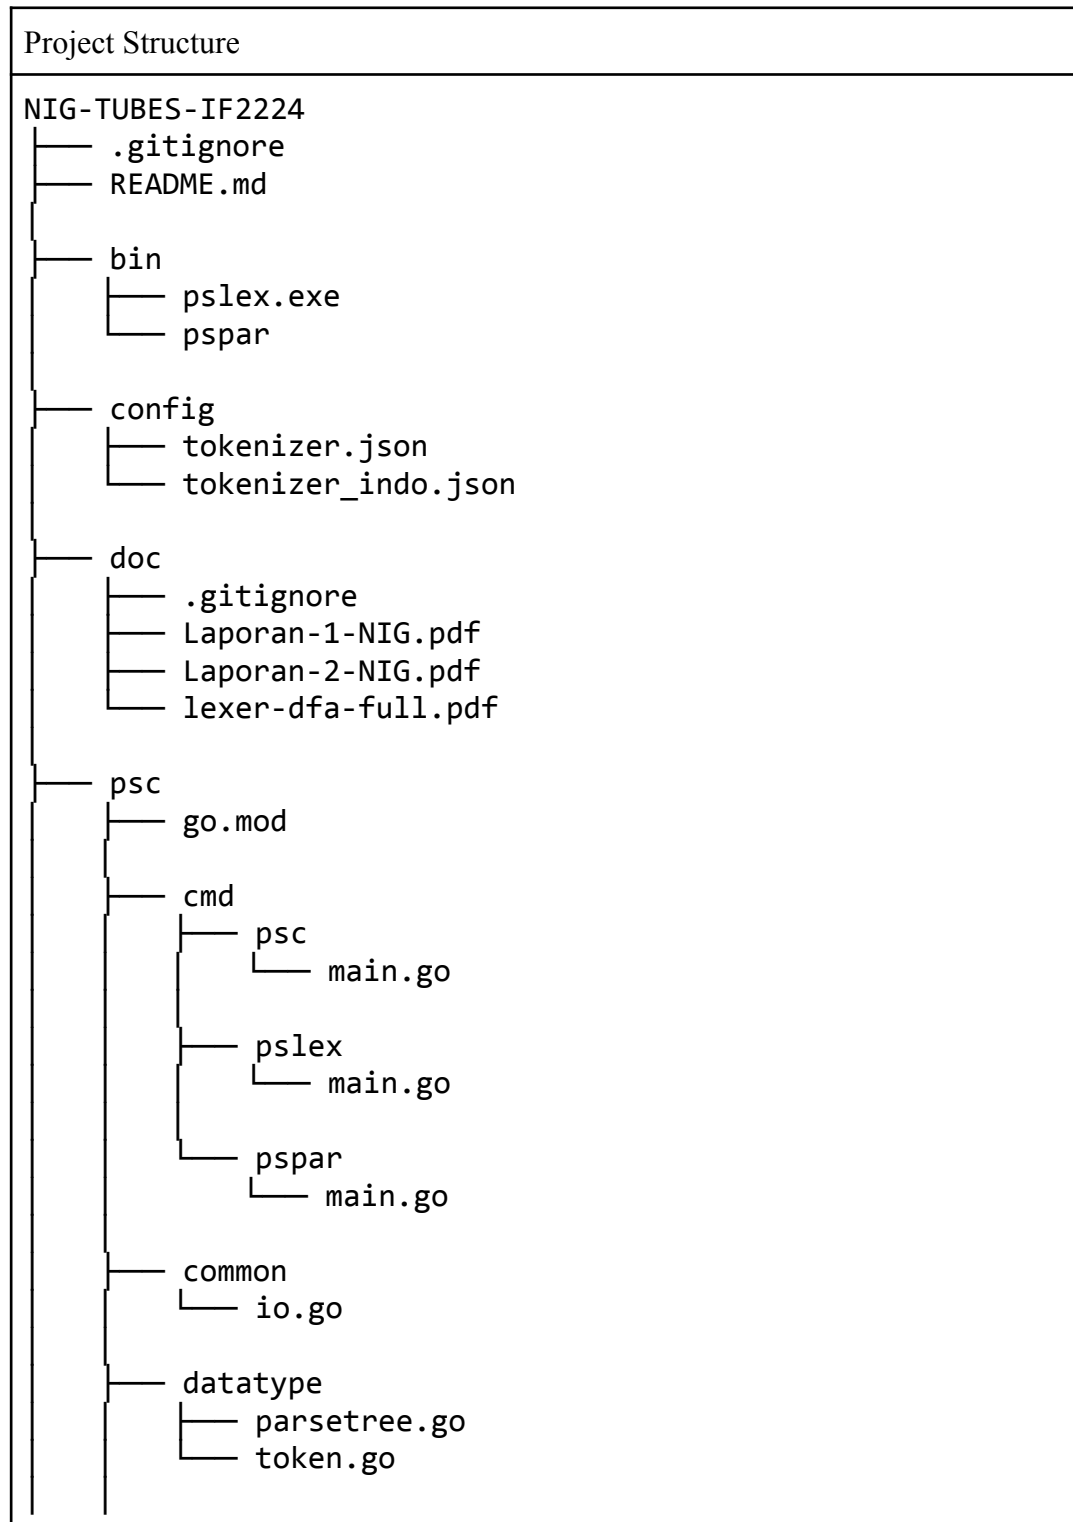 Project Structure
NIG-TUBES-IF2224
├── .gitignore
├── README.md
│
├── bin
│   ├── pslex.exe
│   └── pspar
│
├── config
│   ├── tokenizer.json
│   └── tokenizer_indo.json
│
├── doc
│   ├── .gitignore
│   ├── Laporan-1-NIG.pdf
│   ├── Laporan-2-NIG.pdf
│   └── lexer-dfa-full.pdf
│
├── psc
│   ├── go.mod
│   │
│   ├── cmd
│   │   ├── psc
│   │   │   └── main.go
│   │   │
│   │   ├── pslex
│   │   │   └── main.go
│   │   │
│   │   └── pspar
│   │       └── main.go
│   │
│   ├── common
│   │   └── io.go
│   │
│   ├── datatype
│   │   ├── parsetree.go
│   │   └── token.go
│   │